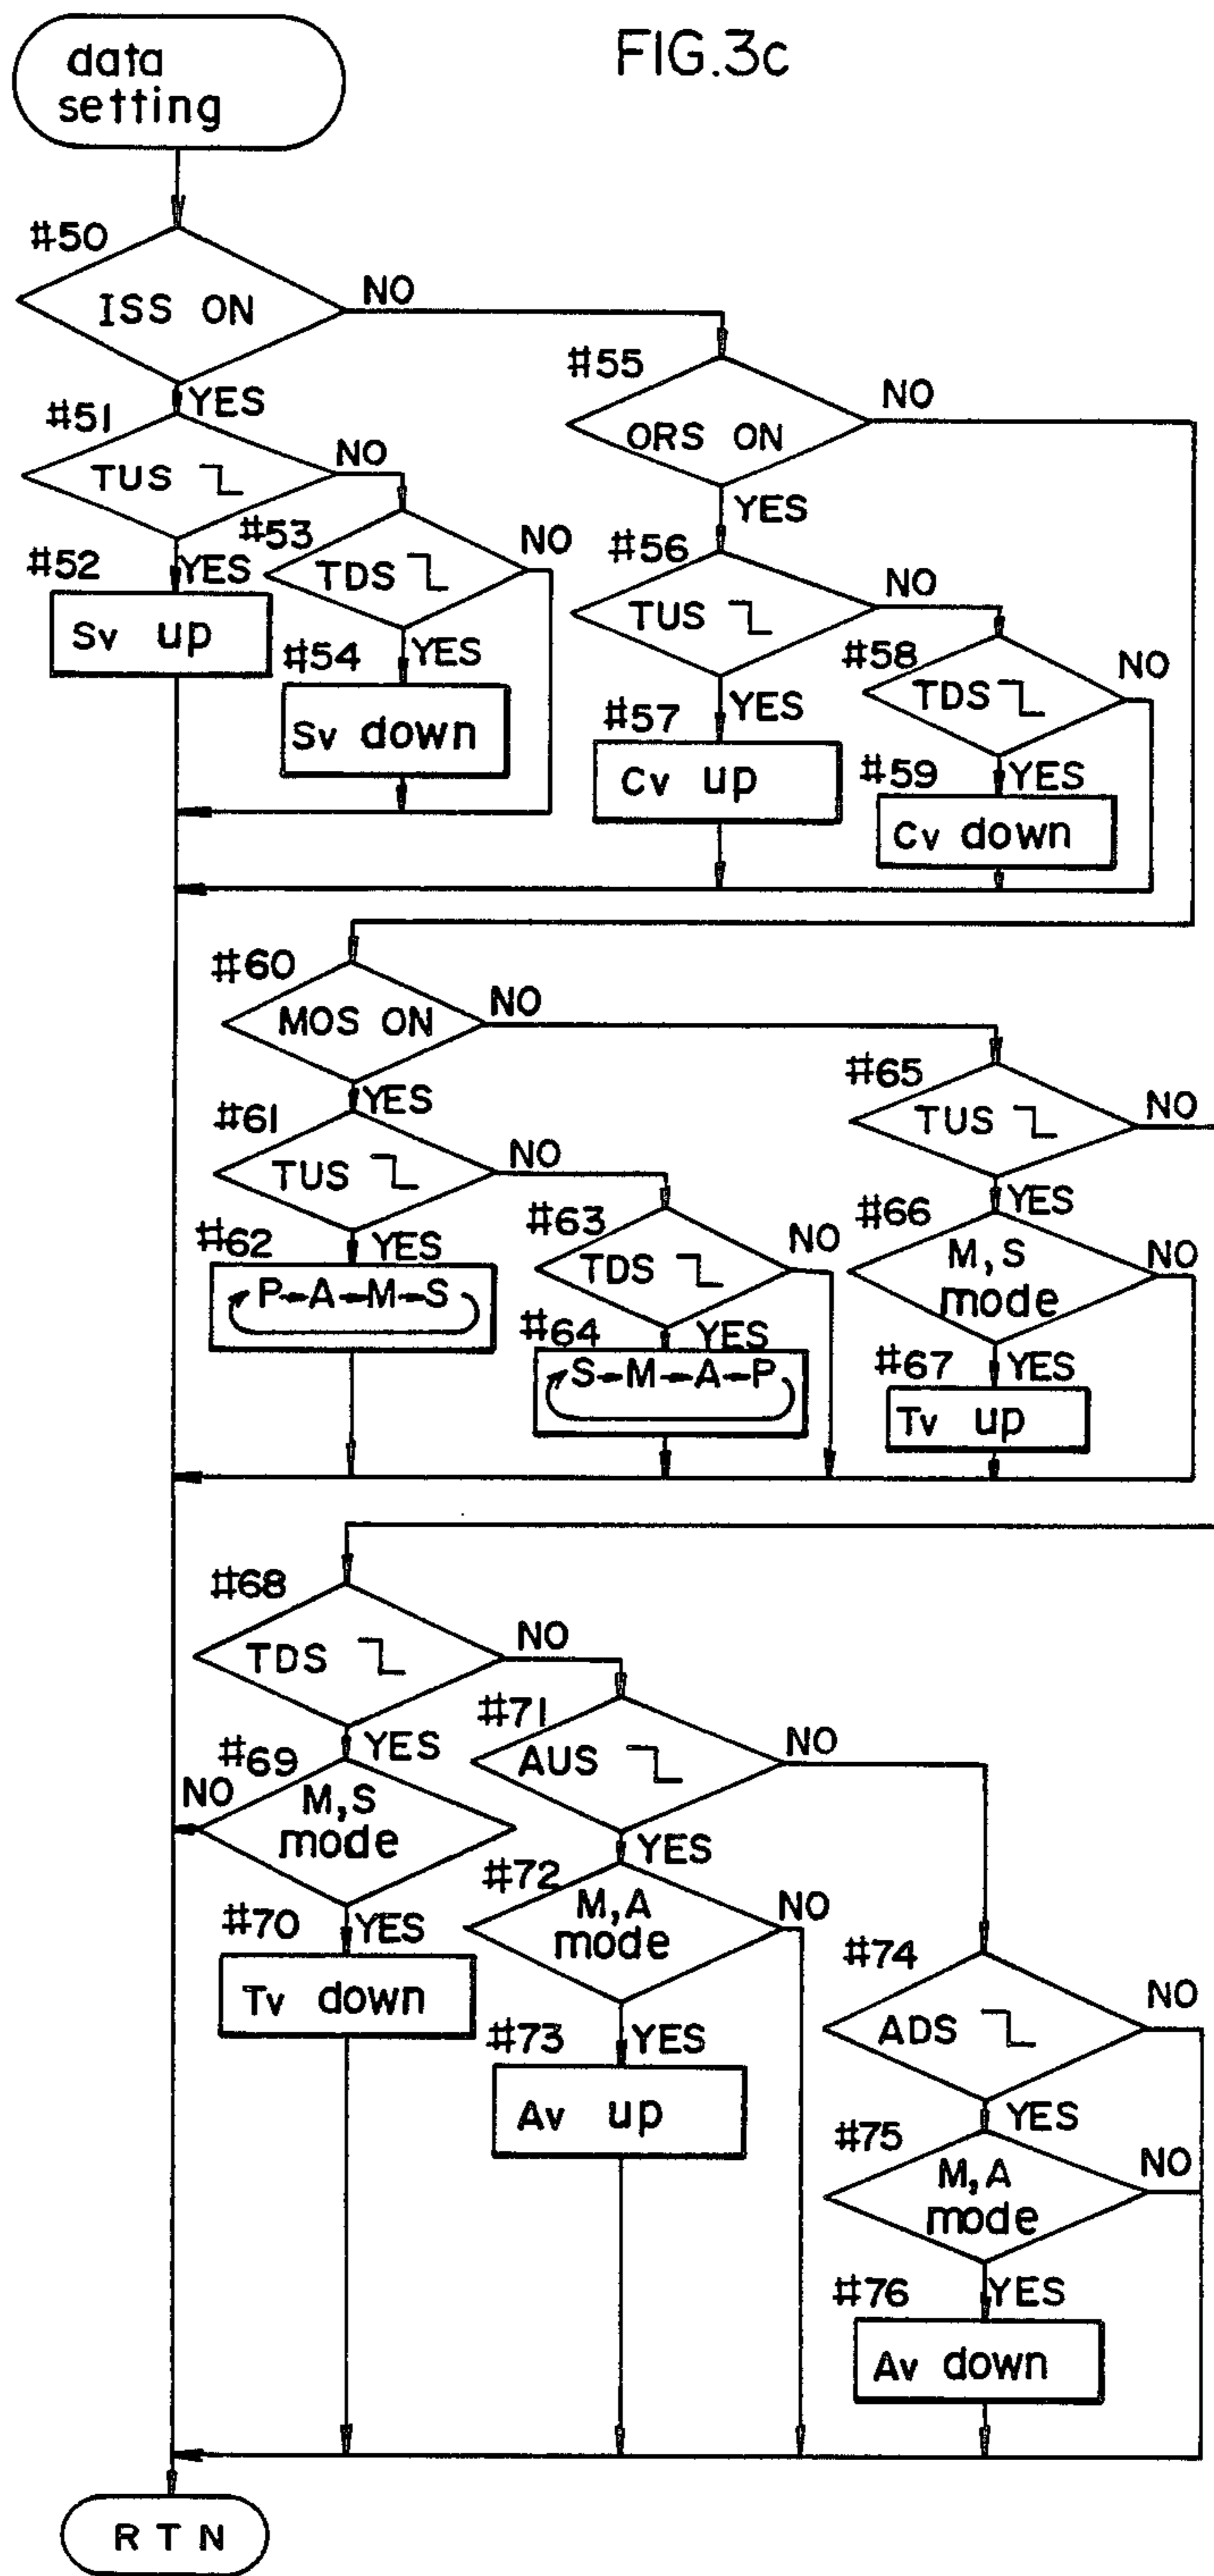 FIG.3c
data
setting
#50
ISS ON
NO
YES
#51
TUS
NO
YES
#52
Sv up
#53
TDS
NO
YES
#54
Sv down
#55
ORS ON
NO
YES
#56
TUS
NO
YES
#57
Cv up
#58
TDS
NO
YES
#59
Cv down
#60
MOS ON
NO
YES
#61
TUS
NO
YES
#62
P→A→M→S
#63
TDS
NO
YES
#64
S→M→A→P
#65
TUS
NO
YES
#66
M,S
mode
NO
YES
#67
Tv up
#68
TDS
NO
YES
#69
NO
M,S
mode
YES
#70
Tv down
#71
AUS
NO
YES
#72
M,A
mode
NO
YES
#73
Av up
#74
ADS
NO
YES
#75
M,A
mode
NO
YES
#76
Av down
RTN